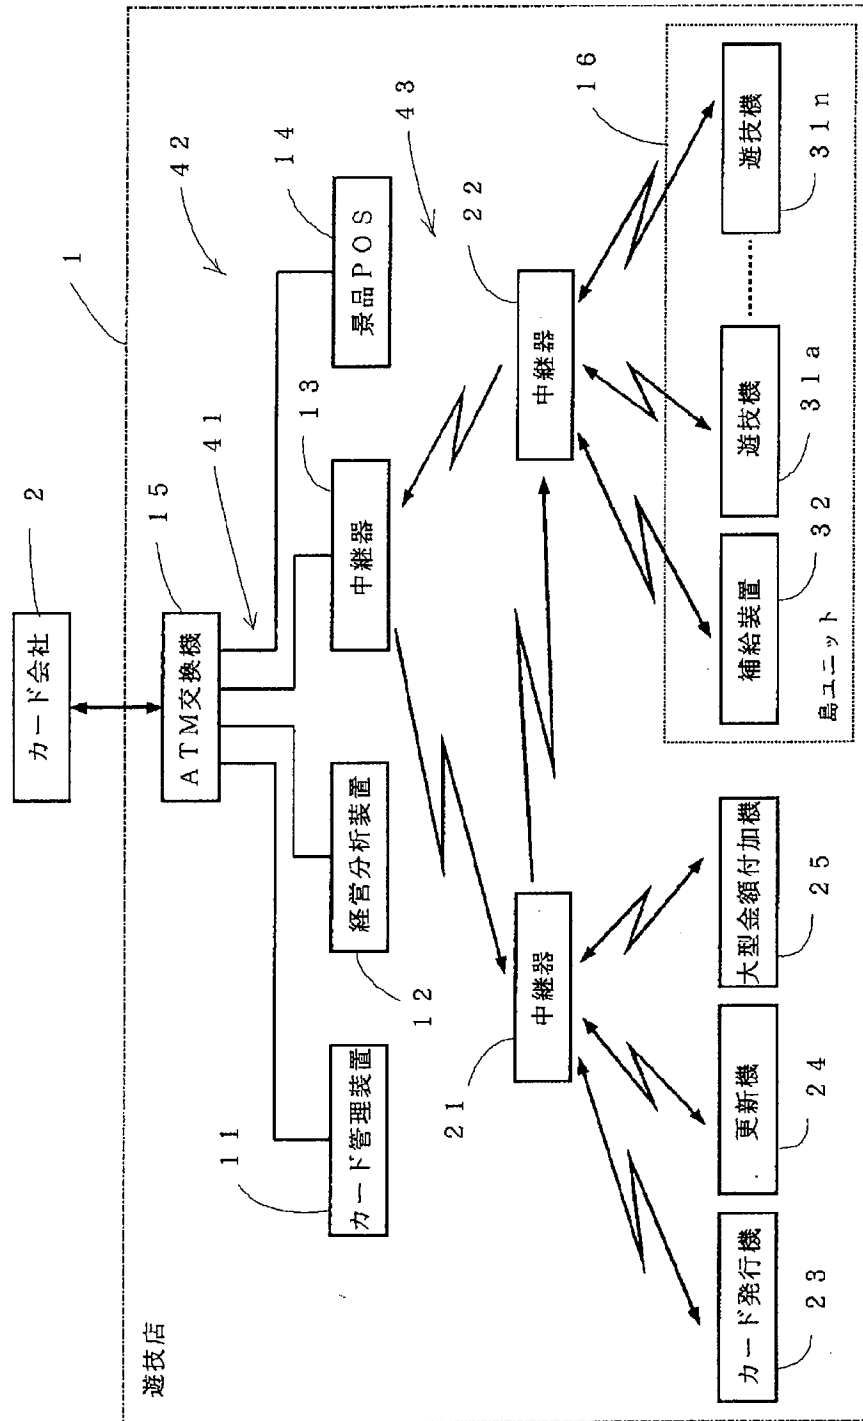 カード会社
2
1
遊技店
ATM交換機
15
41
42
カード管理装置
11
経営分析装置
12
中継器
13
景品POS
14
43
中継器
21
中継器
22
16
カード発行機
23
更新機
24
大型金額付加機
25
補給装置
32
遊技機
31a
遊技機
31n
島ユニット